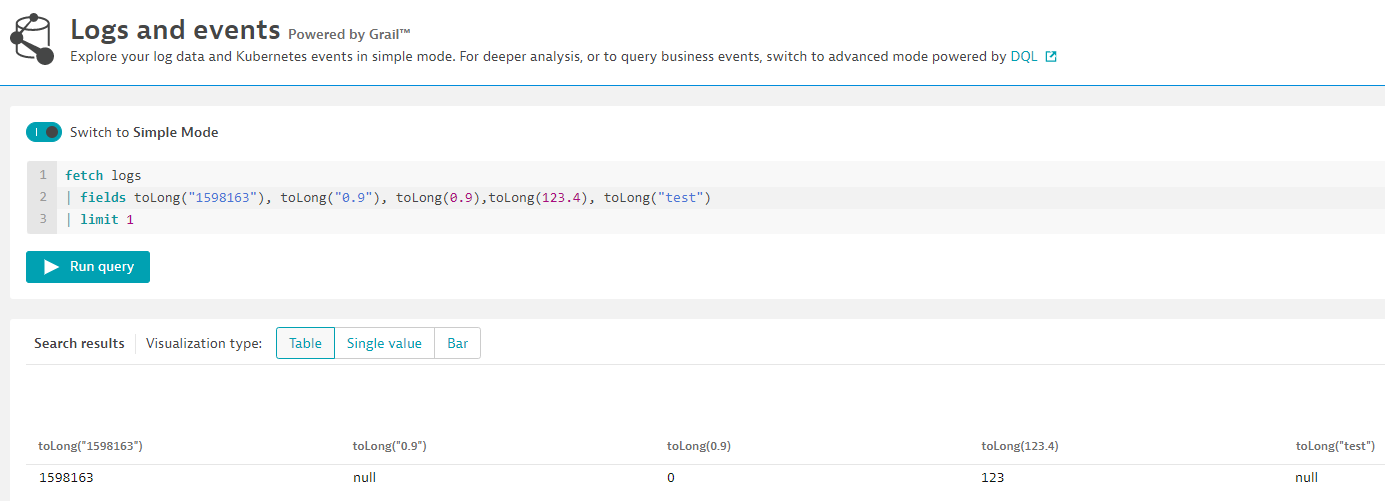 Logs and events Powered by Grail™
Explore your log data and Kubernetes events in simple mode. For deeper analysis, or to query business events, switch to advanced mode powered by DQL
Switch to Simple Mode
1 fetch logs
2 | fields toLong("1598163"), toLong("0.9"), toLong(0.9),toLong(123.4), toLong("test")
3 | limit 1
Run query
Search results Visualization type: Table Single value Bar
toLong("1598163") toLong("0.9") toLong(0.9) toLong(123.4) toLong("test")
1598163 null 0 123 null